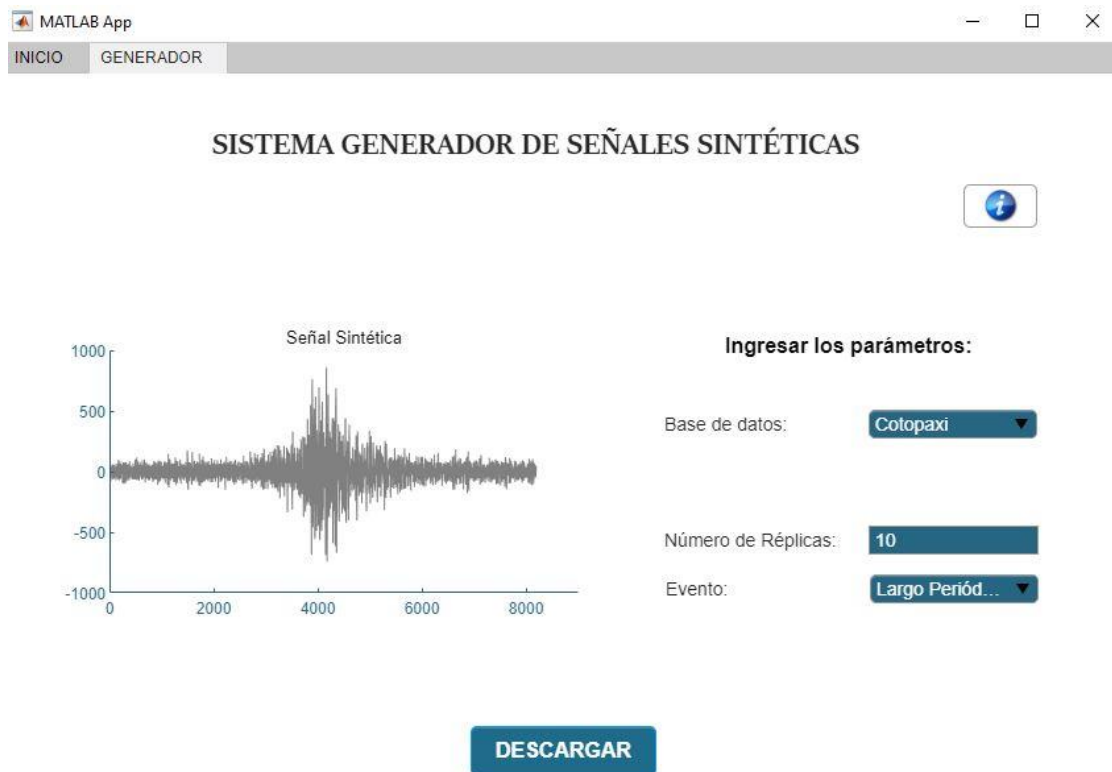 MATLAB App
INICIO GENERADOR
SISTEMA GENERADOR DE SEÑALES SINTÉTICAS
i
Señal Sintética
1000
500
0
-500
-1000
0 2000 4000 6000 8000
Ingresar los parámetros:
Base de datos: Cotopaxi
Número de Réplicas: 10
Evento: Largo Periód...
DESCARGAR